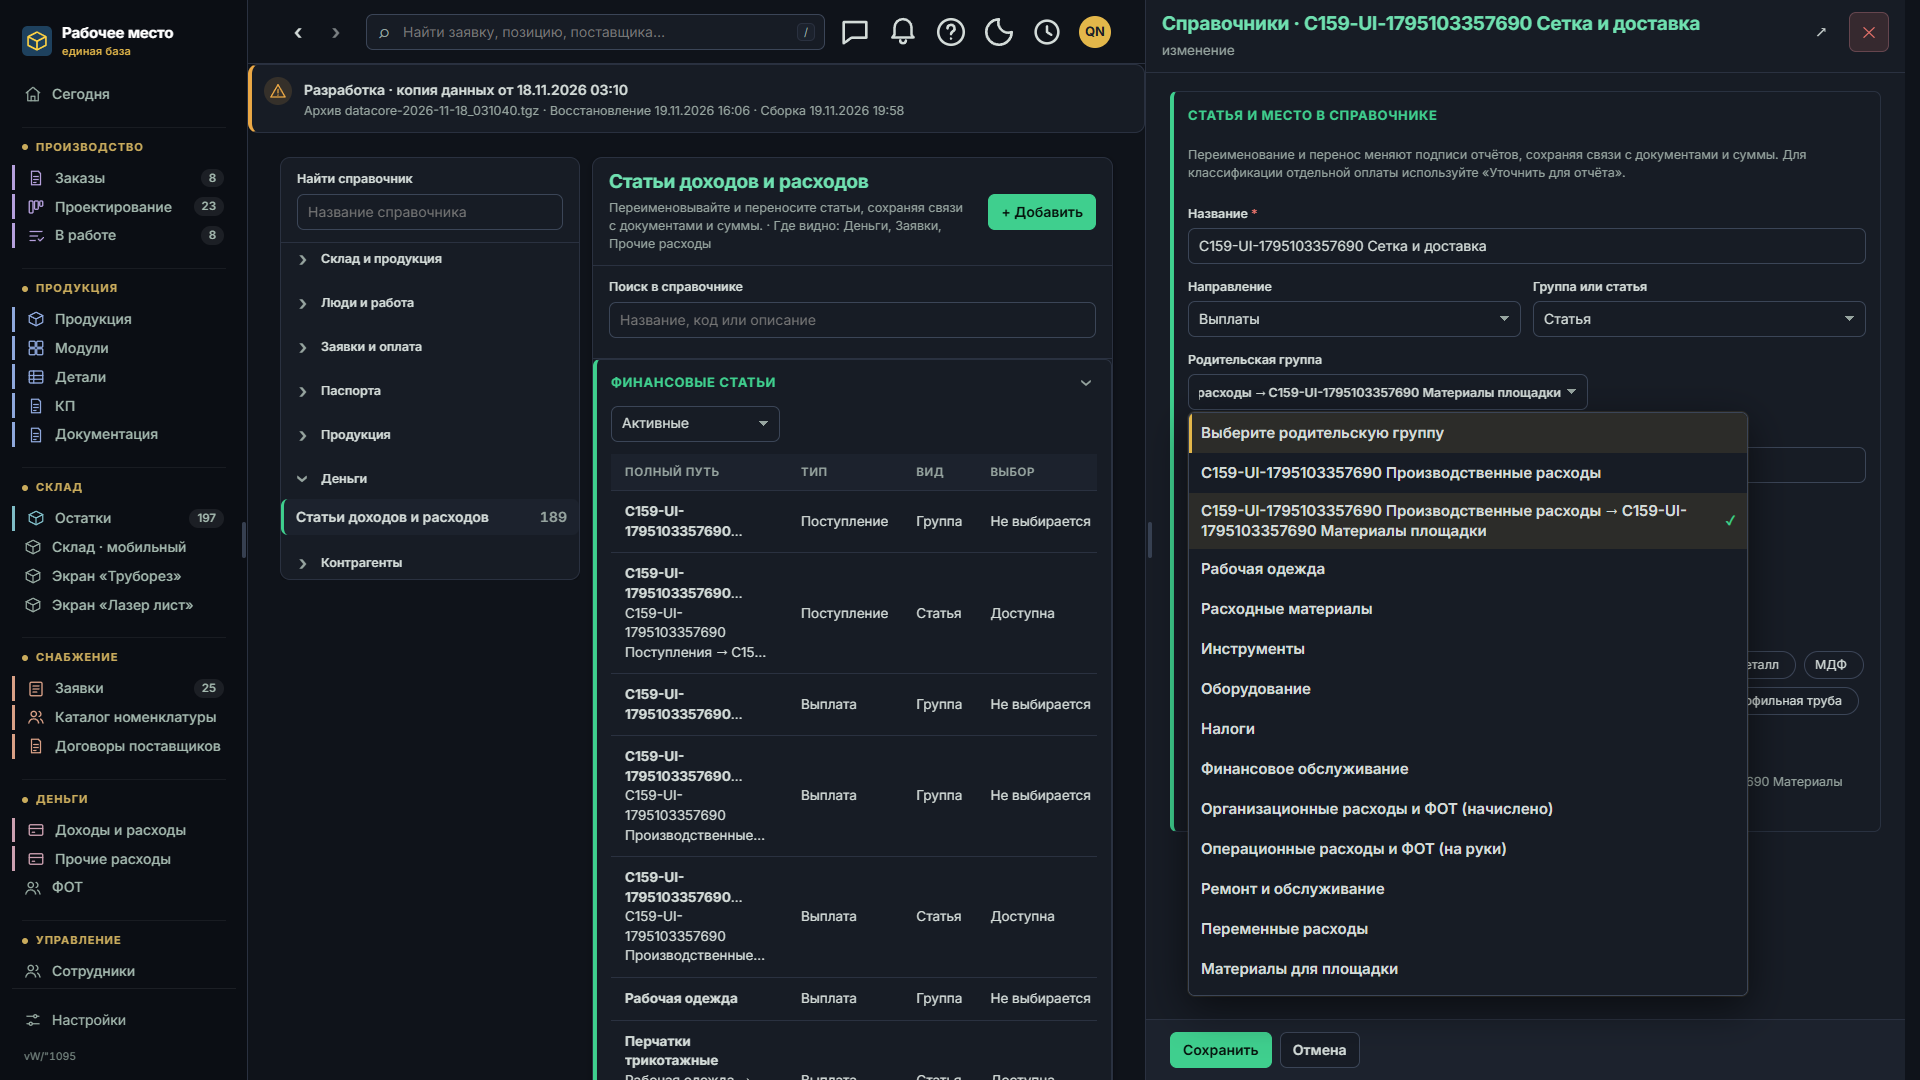 Рабочее место
единая база
Сегодня
ПРОИЗВОДСТВО
Заказы 8
Проектирование 23
В работе 8
ПРОДУКЦИЯ
Продукция
Модули
Детали
КП
Документация
СКЛАД
Остатки 197
Склад · мобильный
Экран «Труборез»
Экран «Лазер лист»
СНАБЖЕНИЕ
Заявки 25
Каталог номенклатуры
Договоры поставщиков
ДЕНЬГИ
Доходы и расходы
Прочие расходы
ФОТ
УПРАВЛЕНИЕ
Сотрудники
Настройки
vW/"1095
Найти заявку, позицию, поставщика... /
QN
Разработка · копия данных от 18.11.2026 03:10
Архив datacore-2026-11-18_031040.tgz · Восстановление 19.11.2026 16:06 · Сборка 19.11.2026 19:58
Найти справочник
Название справочника
Склад и продукция
Люди и работа
Заявки и оплата
Паспорта
Продукция
Деньги
Статьи доходов и расходов 189
Контрагенты
Статьи доходов и расходов
Переименовывайте и переносите статьи, сохраняя связи
с документами и суммы. · Где видно: Деньги, Заявки,
Прочие расходы
+ Добавить
Поиск в справочнике
Название, код или описание
ФИНАНСОВЫЕ СТАТЬИ
Активные
ПОЛНЫЙ ПУТЬ ТИП ВИД ВЫБОР
C159-UI-
1795103357690... Поступление Группа Не выбирается
C159-UI-
1795103357690...
C159-UI- Поступление Статья Доступна
1795103357690
Поступления → C15...
C159-UI-
1795103357690... Выплата Группа Не выбирается
C159-UI-
1795103357690...
C159-UI- Выплата Группа Не выбирается
1795103357690
Производственные...
C159-UI-
1795103357690...
C159-UI- Выплата Статья Доступна
1795103357690
Производственные...
Рабочая одежда Выплата Группа Не выбирается
Перчатки
трикотажные
Рабочая одежда → Выплата Статья Доступна
Справочники · C159-UI-1795103357690 Сетка и доставка
изменение
СТАТЬЯ И МЕСТО В СПРАВОЧНИКЕ
Переименование и перенос меняют подписи отчётов, сохраняя связи с документами и суммы. Для
классификации отдельной оплаты используйте «Уточнить для отчёта».
Название *
C159-UI-1795103357690 Сетка и доставка
Направление Группа или статья
Выплаты Статья
Родительская группа
расходы → C159-UI-1795103357690 Материалы площадки
Выберите родительскую группу
C159-UI-1795103357690 Производственные расходы
C159-UI-1795103357690 Производственные расходы → C159-UI-
1795103357690 Материалы площадки
Рабочая одежда
Расходные материалы
Инструменты
Оборудование
Налоги
Финансовое обслуживание
Организационные расходы и ФОТ (начислено)
Операционные расходы и ФОТ (на руки)
Ремонт и обслуживание
Переменные расходы
Материалы для площадки
еталл МДФ
офильная труба
690 Материалы
Сохранить Отмена